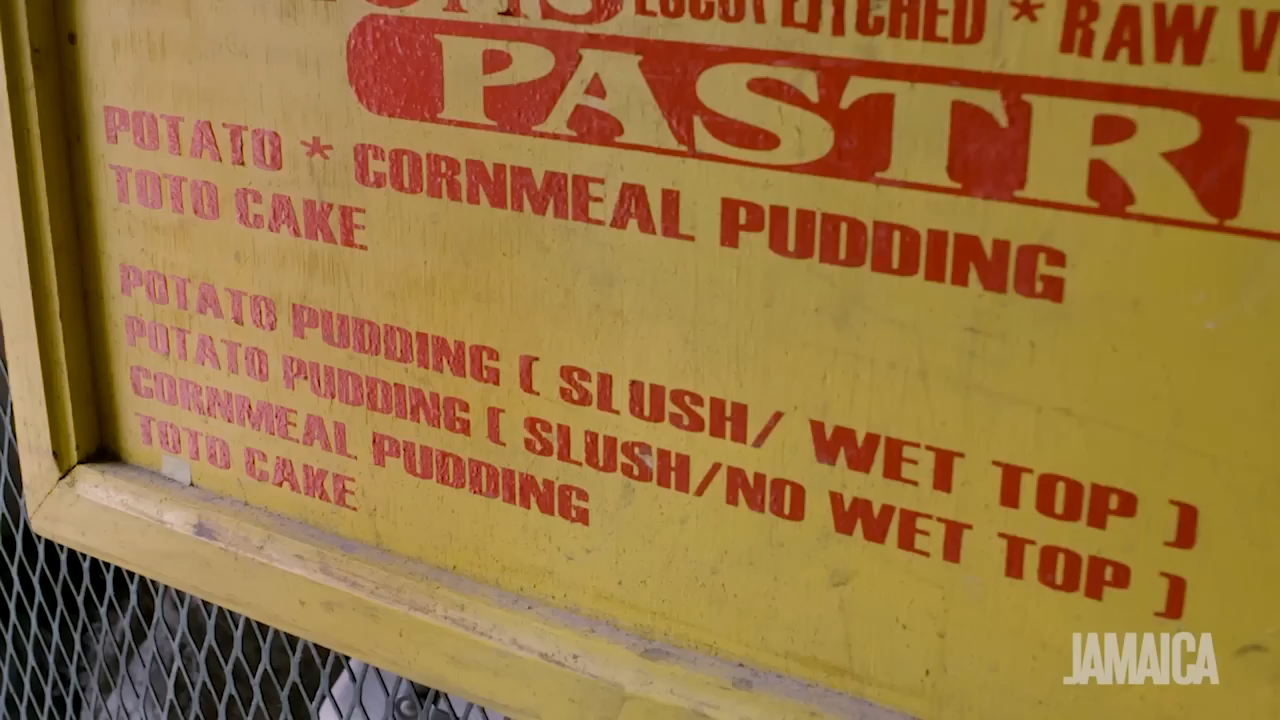 * RAW
PASTR
POTATO * CORNMEAL PUDDING
TOTO CAKE
POTATO PUDDING ( SLUSH/ WET TOP )
POTATO PUDDING ( SLUSH/NO WET TOP )
CORNMEAL PUDDING
TOTO CAKE
JAMAICA